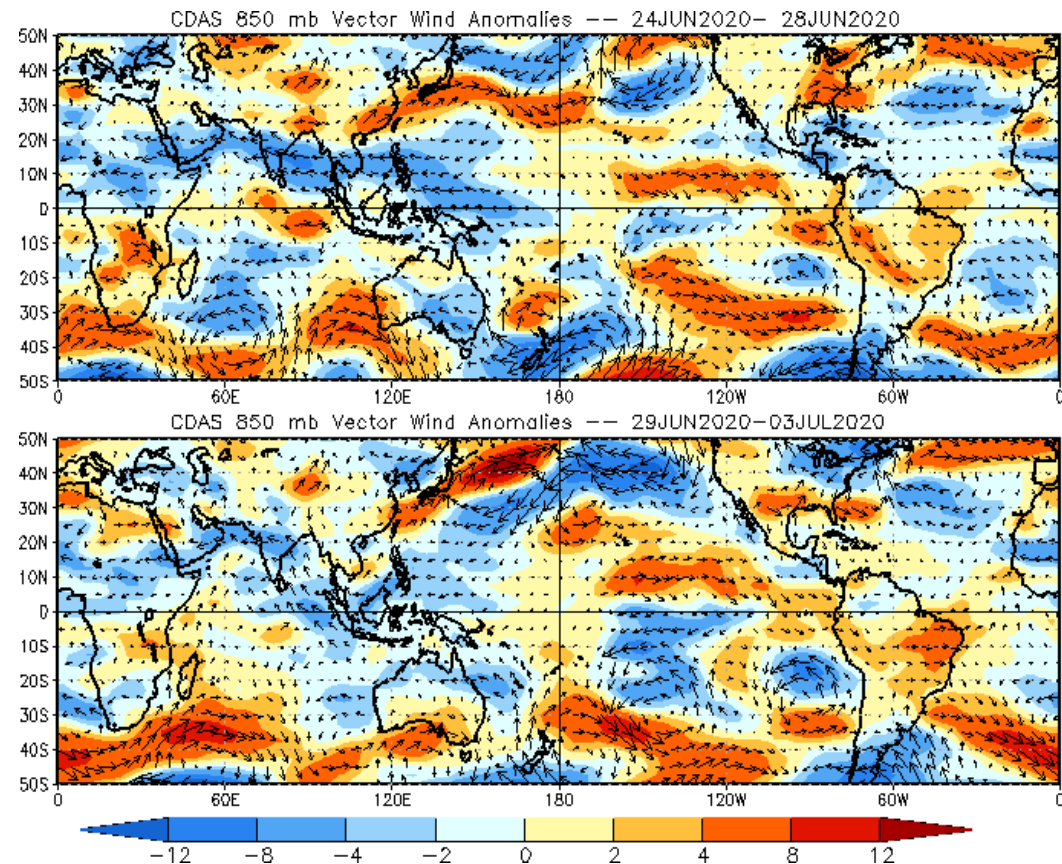 CDAS 850 mb Vector Wind Anomalies -- 24JUN2020- 28JUN2020
50N
40N
30N
20N
10N
0
10S
20S
30S
40S
50S
0 60E 120E 180 120W 60W 0
CDAS 850 mb Vector Wind Anomalies -- 29JUN2020-03JUL2020
50N
40N
30N
20N
10N
0
10S
20S
30S
40S
50S
0 60E 120E 180 120W 60W 0
-12 -8 -4 -2 0 2 4 8 12